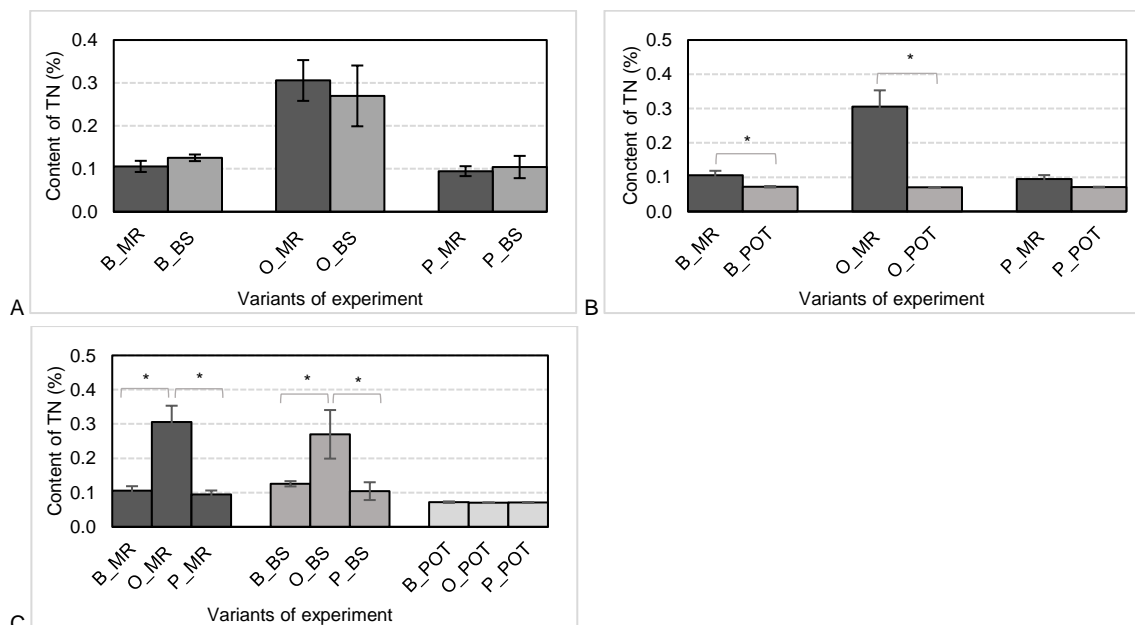 Content of TN (%)
0.4
0.3
0.2
0.1
0.0
B_MR
B_BS
O_MR
O_BS
P_MR
P_BS
Variants of experiment
A
Conctent of TN (%)
0.5
0.4
0.3
0.2
0.1
0.0
*
*
B_MR
B_POT
O_MR
O_POT
P_MR
P_POT
Variants of experiment
B
Content of TN (%)
0.5
0.4
0.3
0.2
0.1
0.0
* * * *
B_MR
O_MR
P_MR
B_BS
O_BS
P_BS
B_POT
O_POT
P_POT
Variants of experiment
C